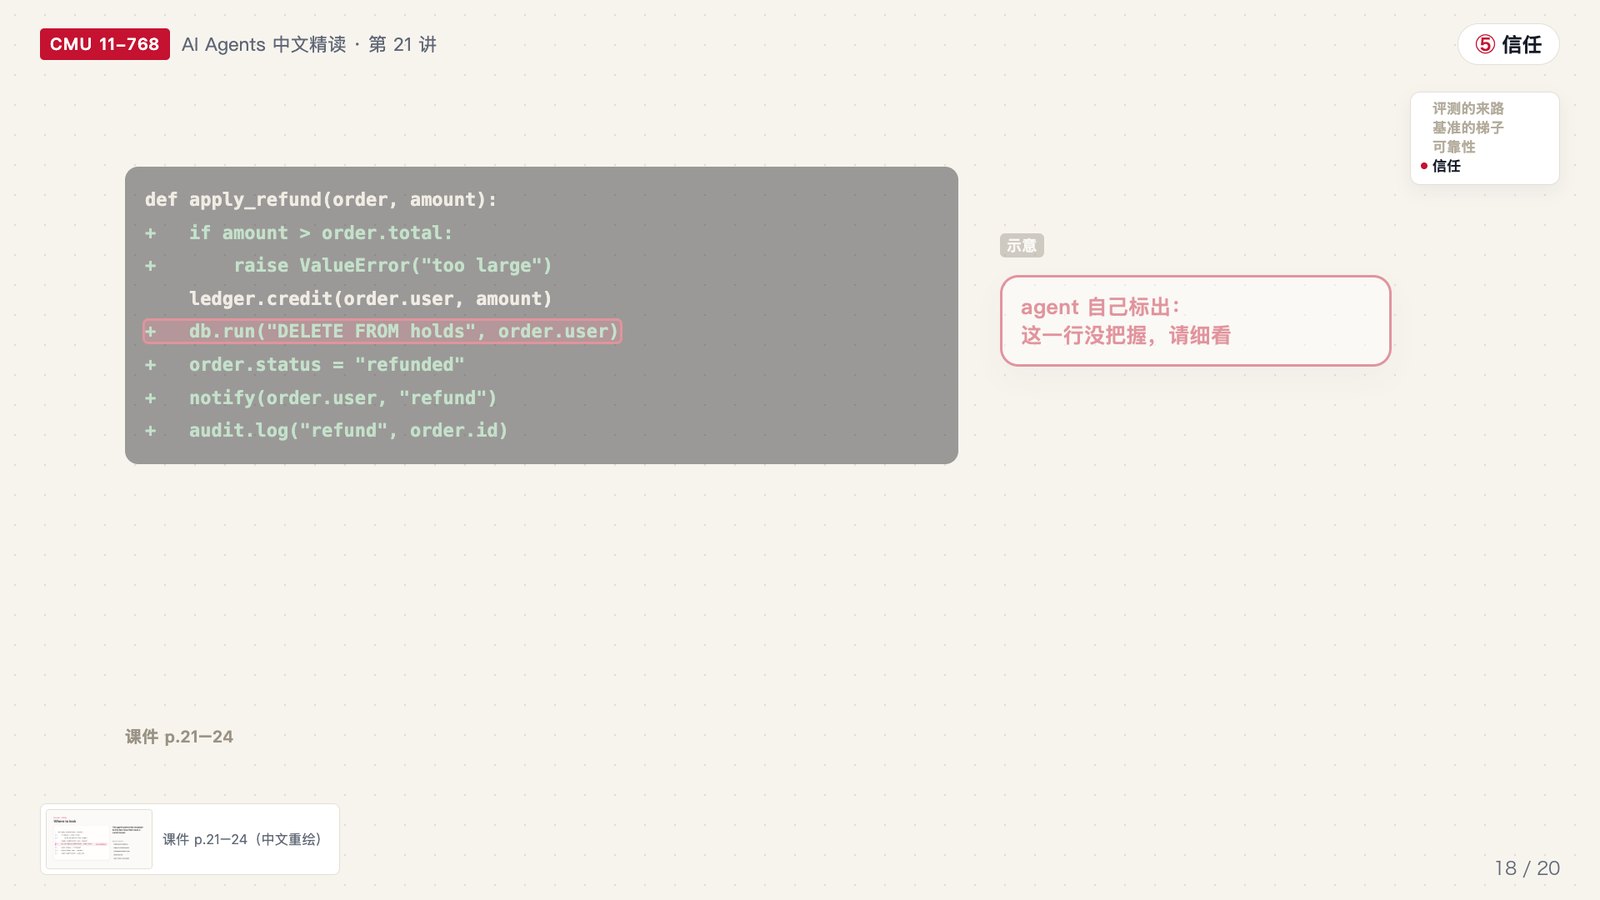 CMU 11-768 AI Agents 中文精读 · 第 21 讲
⑤ 信任
评测的来路
基准的梯子
可靠性
信任
def apply_refund(order, amount):
+   if amount > order.total:
+       raise ValueError("too large")
    ledger.credit(order.user, amount)
+   db.run("DELETE FROM holds", order.user)
+   order.status = "refunded"
+   notify(order.user, "refund")
+   audit.log("refund", order.id)
示意
agent 自己标出：
这一行没把握，请细看
课件 p.21–24
课件 p.21–24（中文重绘）
18 / 20